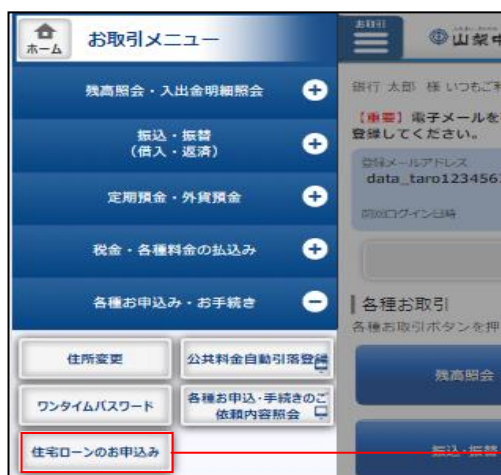 ホーム
お取引メニュー
残高照会・入出金明細照会
振込・振替
(借入・返済)
定期預金・外貨預金
税金・各種料金の払込み
各種お申込み・お手続き
住所変更
公共料金自動引落登録
ワンタイムパスワード
各種お申込・手続きのご
依頼内容照会
住宅ローンのお申込み
お取引
山梨中
銀行 太郎 様 いつもご利
【重要】電子メールを
登録してください。
登録メールアドレス
data_taro1234567
前回ログイン日時
各種お取引
各種お取引ボタンを押
残高照会
振込・振替